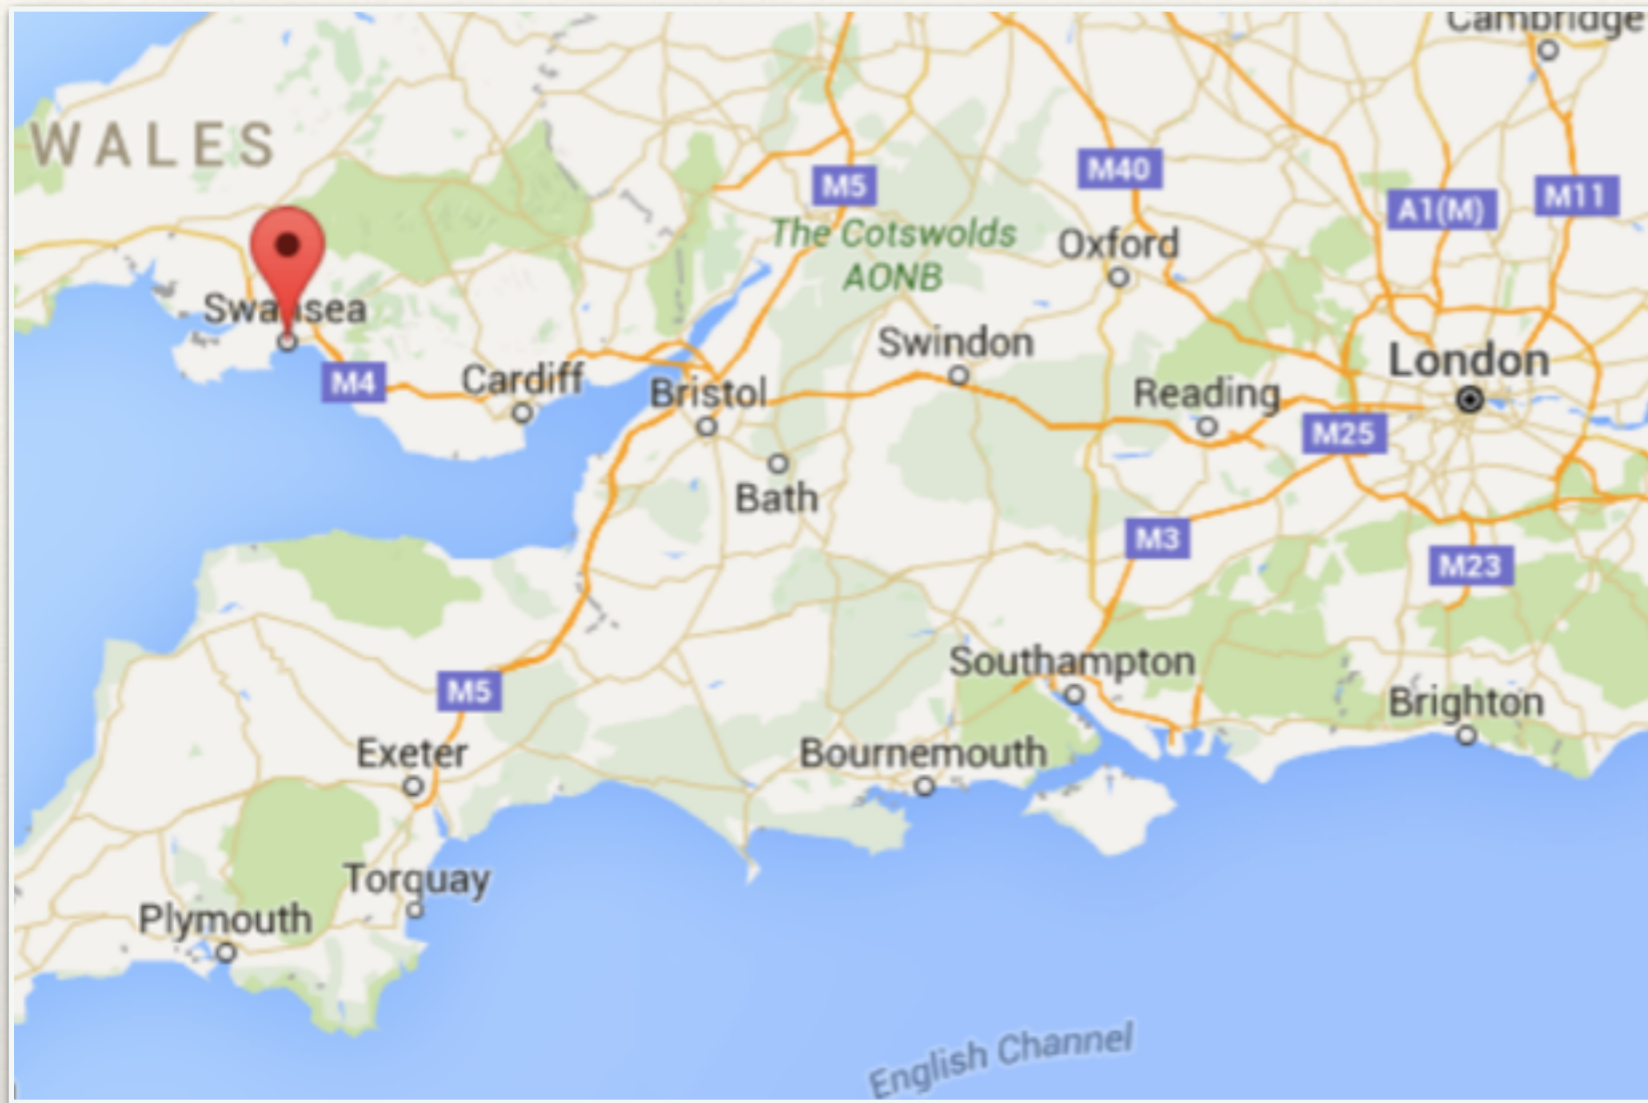 Cambridge
WALES
M5
M40
A1(M)
M11
The Cotswolds
AONB
Oxford
Swansea
Swindon
London
M4
Cardiff
Bristol
Reading
M25
Bath
M3
M23
Southampton
M5
Brighton
Exeter
Bournemouth
Torquay
Plymouth
English Channel